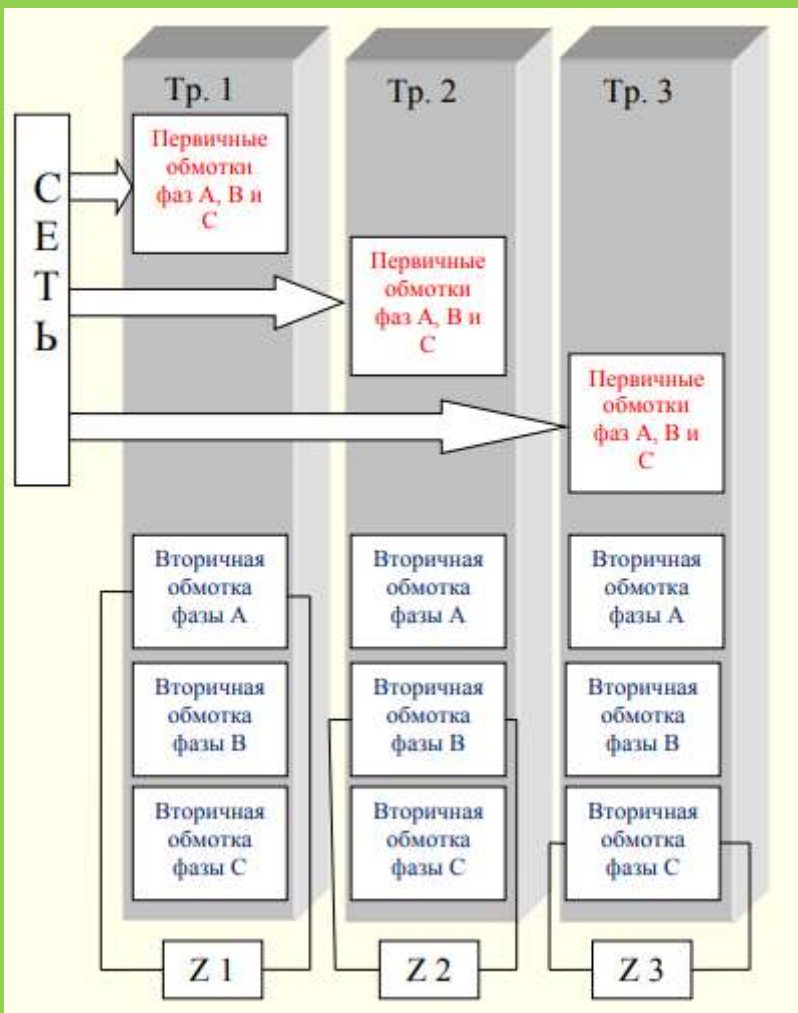 Тр. 1
Тр. 2
Тр. 3
СЕТЬ
Первичные
обмотки
фаз А, В и
С
Первичные
обмотки
фаз А, В и
С
Первичные
обмотки
фаз А, В и
С
Вторичная
обмотка
фазы А
Вторичная
обмотка
фазы А
Вторичная
обмотка
фазы А
Вторичная
обмотка
фазы В
Вторичная
обмотка
фазы В
Вторичная
обмотка
фазы В
Вторичная
обмотка
фазы С
Вторичная
обмотка
фазы С
Вторичная
обмотка
фазы С
Z 1
Z 2
Z 3